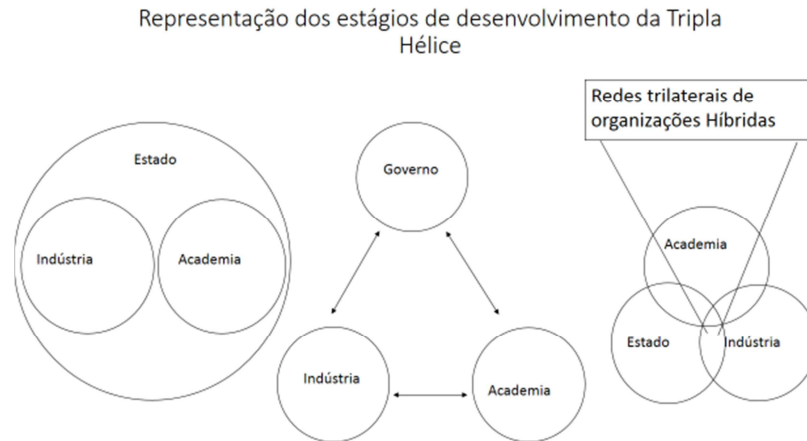 Representação dos estágios de desenvolvimento da Tripla
Hélice
Estado
Indústria
Academia
Governo
Indústria
Academia
Redes trilaterais de
organizações Híbridas
Academia
Estado
Indústria